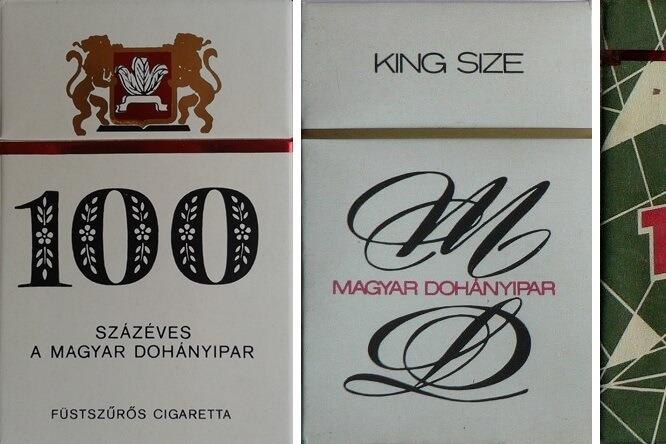 100
SZÁZÉVES
A MAGYAR DOHÁNYIPAR
FÜSTSZŰRŐS CIGARETTA
KING SIZE
M
MAGYAR DOHÁNYIPAR
D